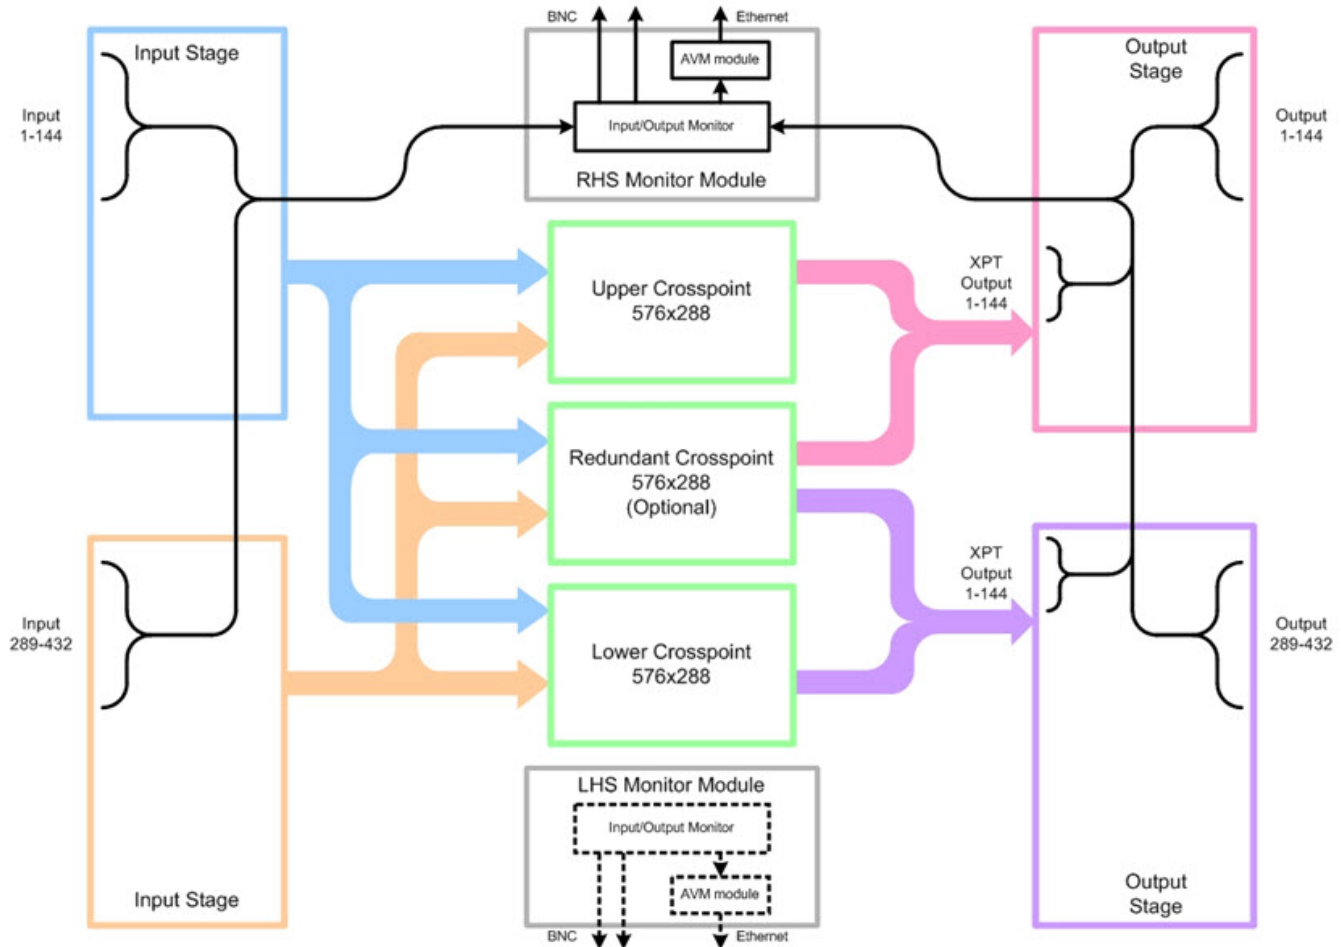 BNC
Ethernet
Input Stage
AVM module
Output
Stage
Input
1-144
Input/Output Monitor
Output
1-144
RHS Monitor Module
XPT
Output
1-144
Upper Crosspoint
576x288
Redundant Crosspoint
576x288
(Optional)
XPT
Output
1-144
Input
289-432
Lower Crosspoint
576x288
Output
289-432
LHS Monitor Module
Input/Output Monitor
AVM module
Input Stage
Output
Stage
BNC
Ethernet